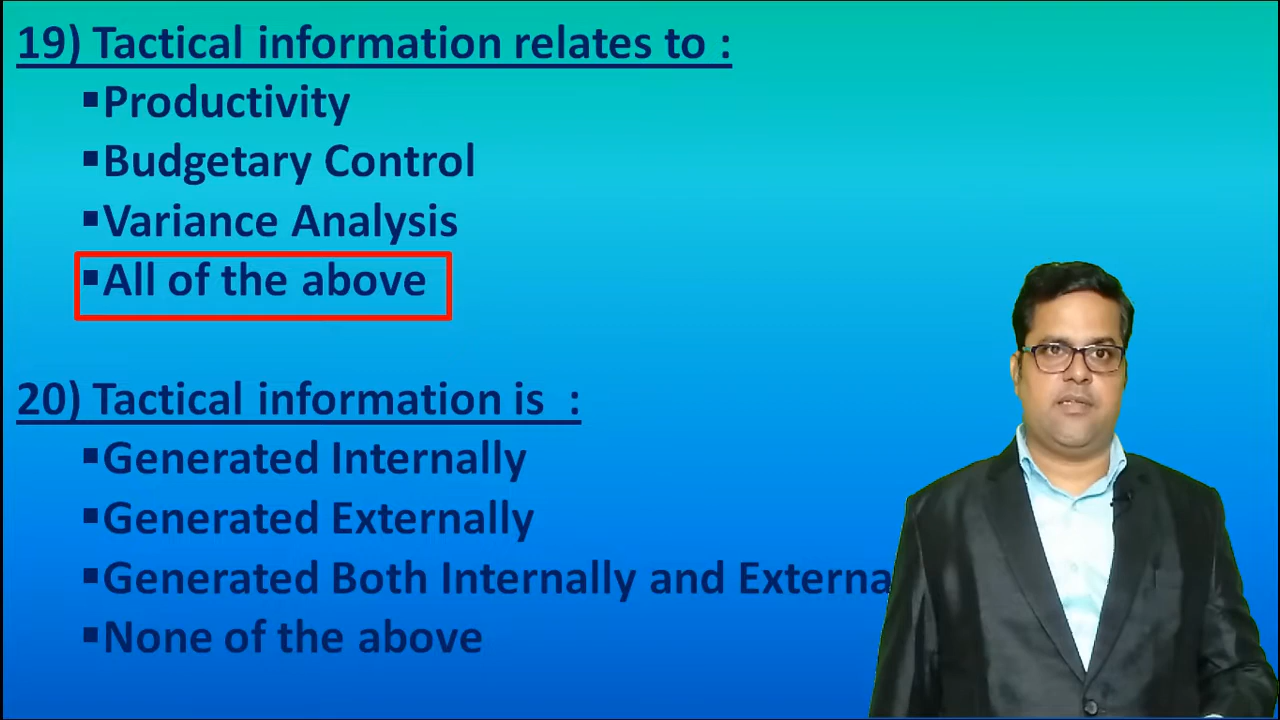 19) Tactical information relates to :
▪Productivity
▪Budgetary Control
▪Variance Analysis
▪All of the above
20) Tactical information is :
▪Generated Internally
▪Generated Externally
▪Generated Both Internally and Externa
▪None of the above